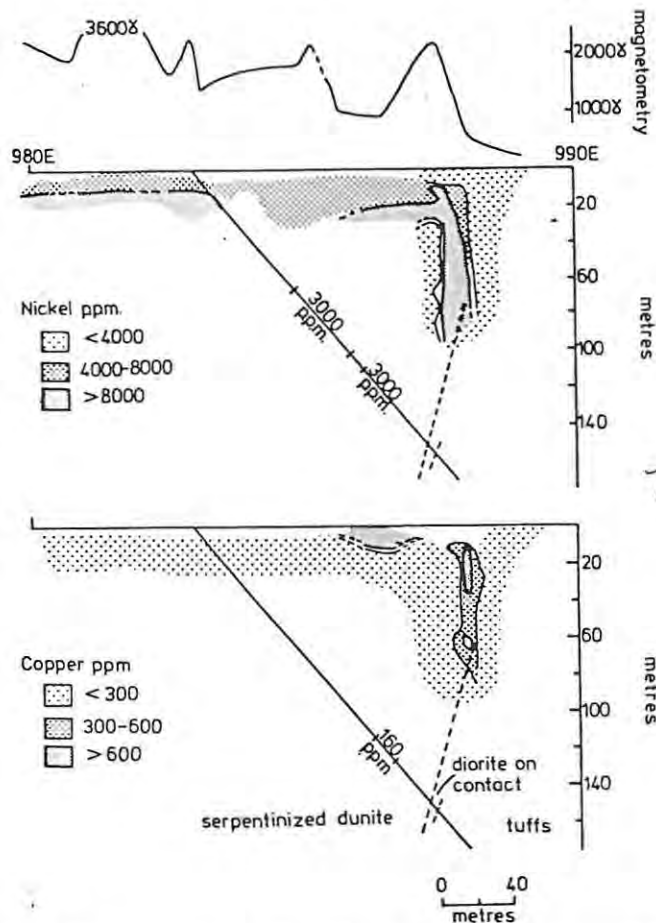 3600γ
2000γ
1000γ
magnetometry
980E
990E
20
60
100
140
metres
3000
ppm.
3000
ppm.
Nickel ppm.
<4000
4000-8000
>8000
20
60
100
140
metres
Copper ppm
<300
300-600
>600
160
ppm
diorite on
contact
serpentinized dunite
tuffs
0 40
metres